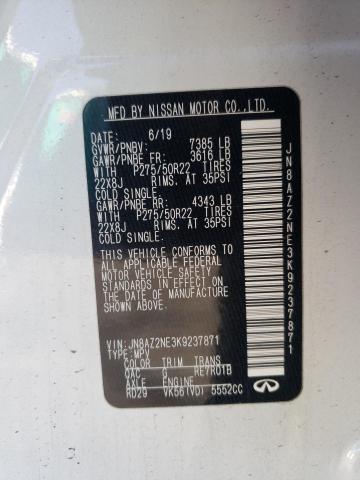 MFD BY NISSAN MOTOR CO.,LTD.
DATE: 6/19
GVWR/PNBV: 7385 LB
GAWR/PNBE FR: 3616 LB
WITH P275/50R22 TIRES.
22X8J RIMS. AT 35PSI
COLD SINGLE.
GAWR/PNBE RR: 4343 LB
WITH P275/50R22 TIRES.
22X8J RIMS. AT 35PSI
COLD SINGLE.
THIS VEHICLE CONFORMS TO
ALL APPLICABLE FEDERAL
MOTOR VEHICLE SAFETY
STANDARDS IN EFFECT ON
THE DATE OF MANUFACTURE
SHOWN ABOVE.
VIN: JN8AZ2NE3K9237871
TYPE: MPV
COLOR TRIM TRANS
QAC G RE7R01B
AXLE ENGINE
RD29 VK56(VD) 5552CC
INFINITI
JN8AZ2NE3K9237871